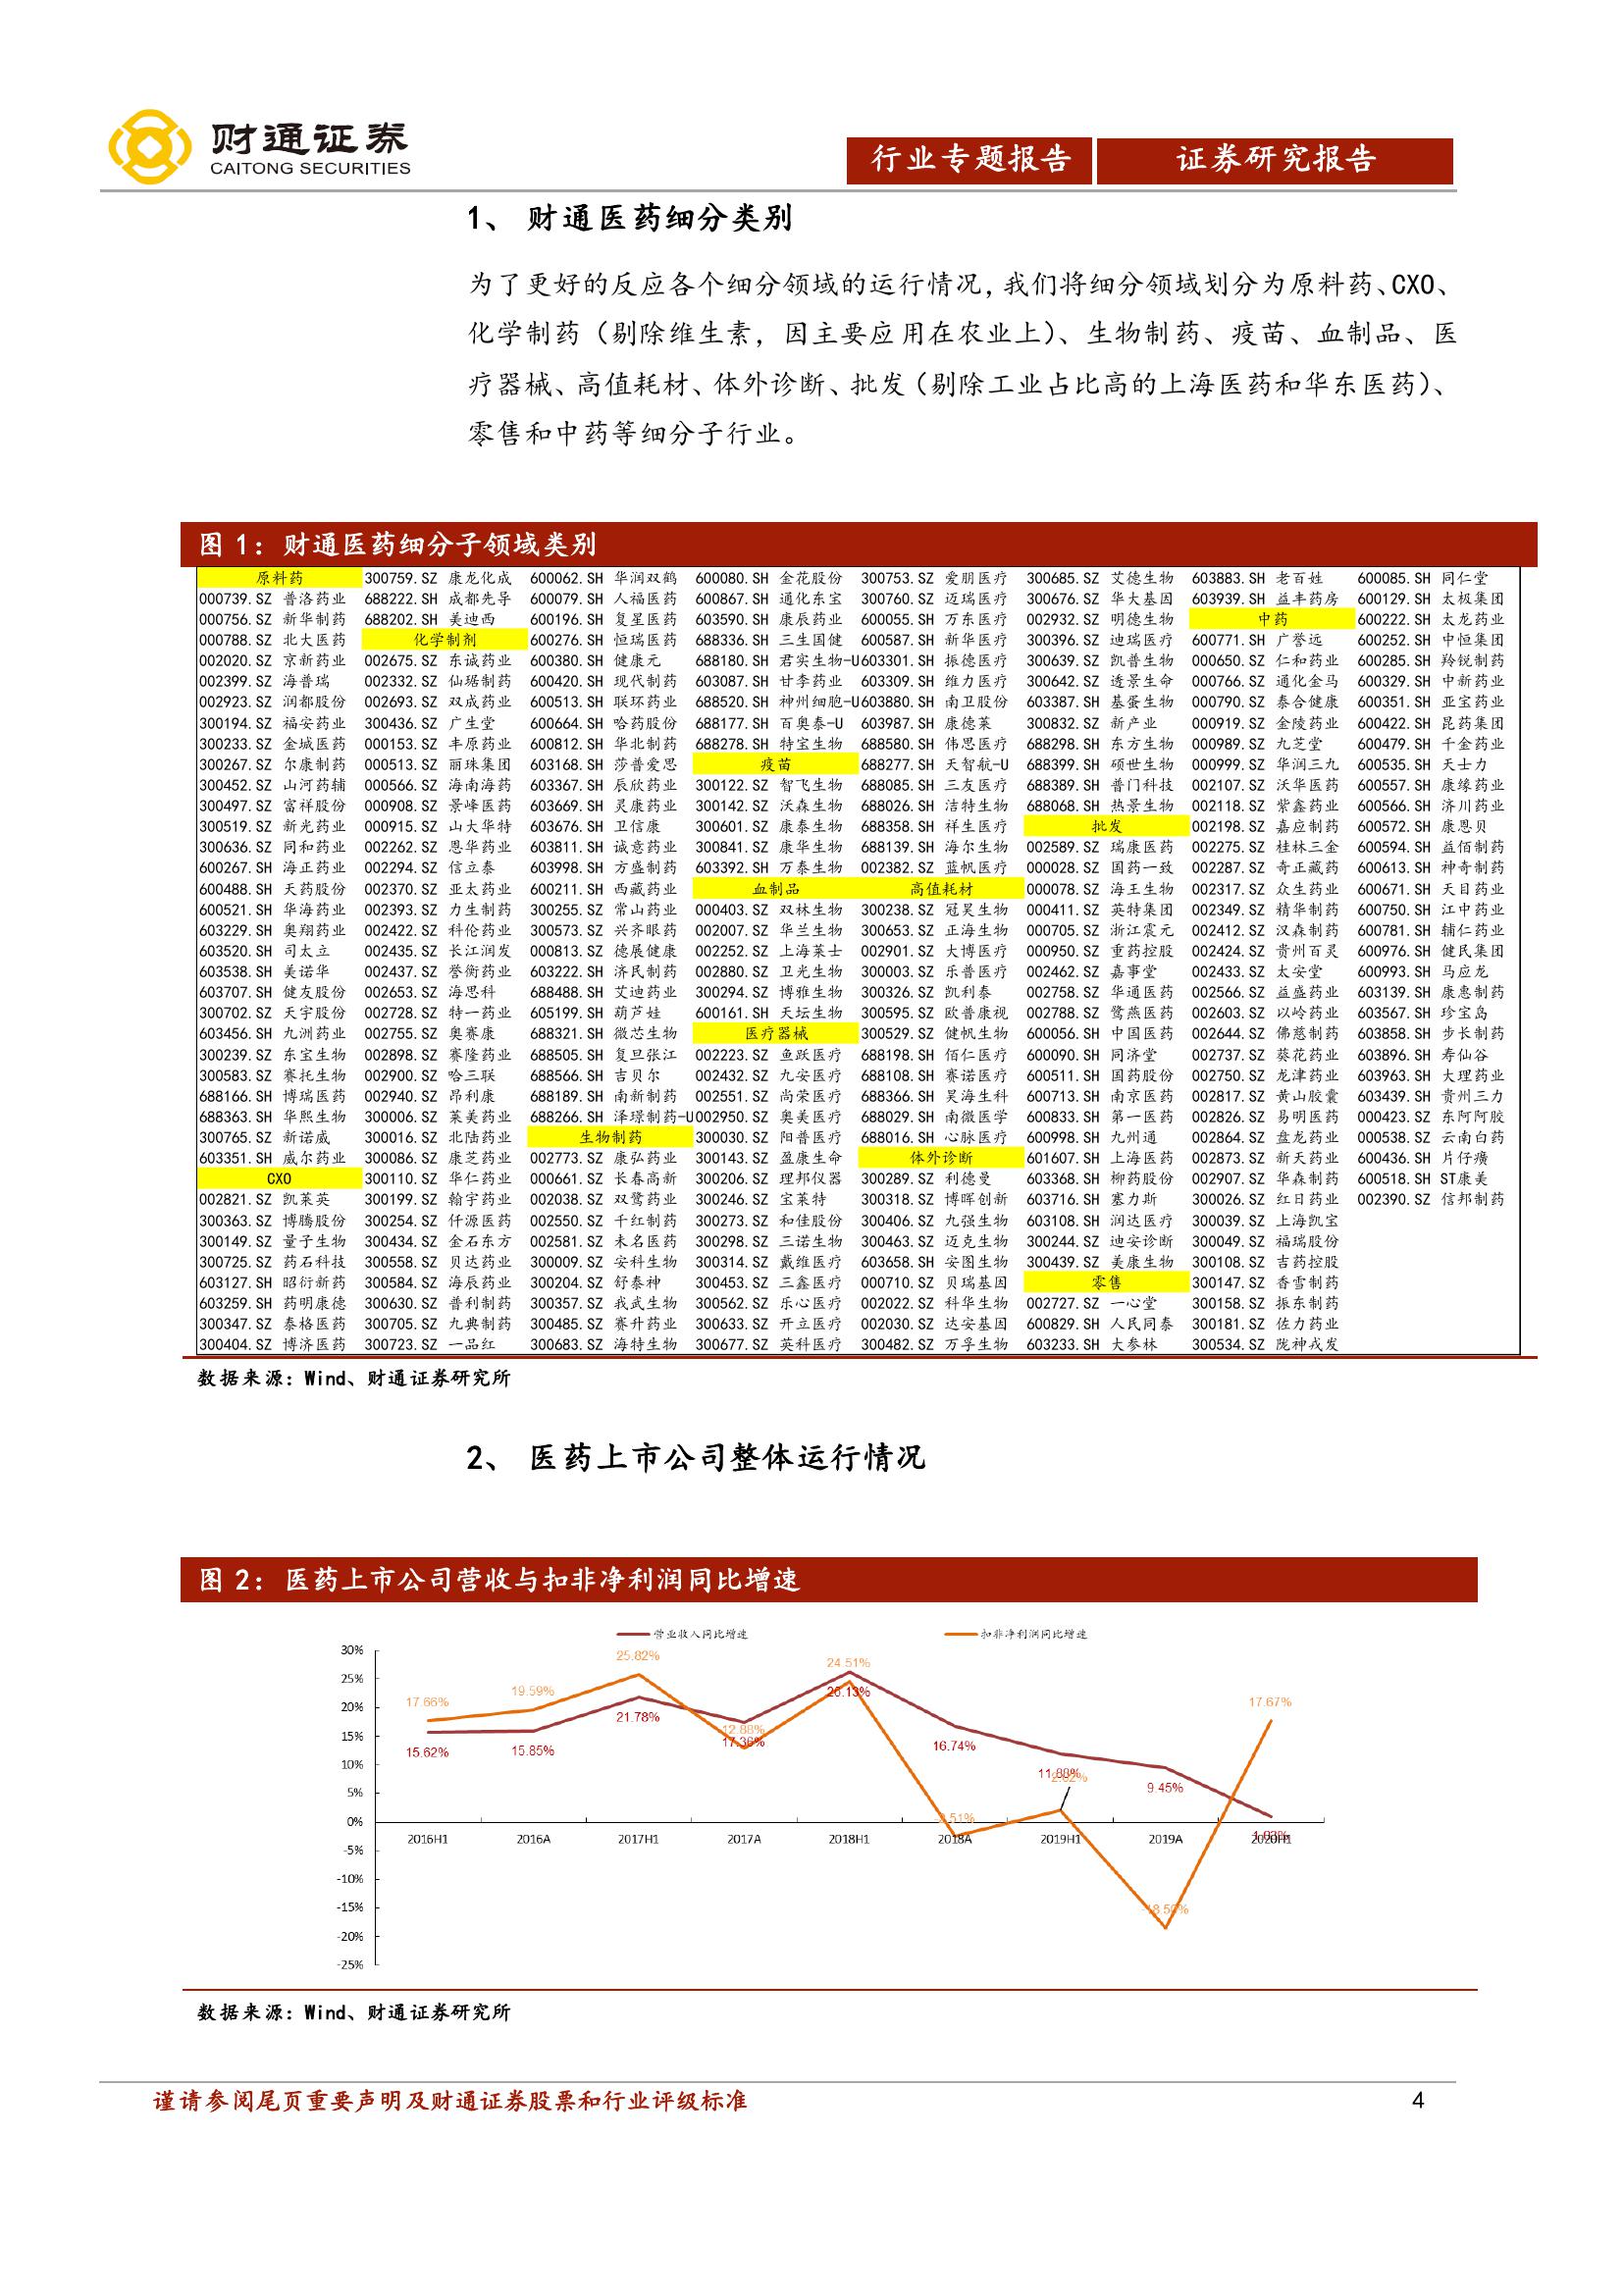 财通证券
CAITONG SECURITIES
行业专题报告 证券研究报告
1、 财通医药细分类别
为了更好的反应各个细分领域的运行情况，我们将细分领域划分为原料药、CXO、
化学制药（剔除维生素，因主要应用在农业上）、生物制药、疫苗、血制品、医
疗器械、高值耗材、体外诊断、批发（剔除工业占比高的上海医药和华东医药）、
零售和中药等细分子行业。
图 1：财通医药细分子领域类别
原料药 300759.SZ 康龙化成 600062.SH 华润双鹤 600080.SH 金花股份 300753.SZ 爱朋医疗 300685.SZ 艾德生物 603883.SH 老百姓 600085.SH 同仁堂
000739.SZ 普洛药业 688222.SH 成都先导 600079.SH 人福医药 600867.SH 通化东宝 300760.SZ 迈瑞医疗 300676.SZ 华大基因 603939.SH 益丰药房 600129.SH 太极集团
000756.SZ 新华制药 688202.SH 美迪西 600196.SH 复星医药 603590.SH 康辰药业 600055.SH 万东医疗 002932.SZ 明德生物 中药 600222.SH 太龙药业
000788.SZ 北大医药 化学制剂 600276.SH 恒瑞医药 688336.SH 三生国健 600587.SH 新华医疗 300396.SZ 迪瑞医疗 600771.SH 广誉远 600252.SH 中恒集团
002020.SZ 京新药业 002675.SZ 东诚药业 600380.SH 健康元 688180.SH 君实生物-U 603301.SH 振德医疗 300639.SZ 凯普生物 000650.SZ 仁和药业 600285.SH 羚锐制药
002399.SZ 海普瑞 002332.SZ 仙琚制药 600420.SH 现代制药 603087.SH 甘李药业 603309.SH 维力医疗 300642.SZ 透景生命 000766.SZ 通化金马 600329.SH 中新药业
002923.SZ 润都股份 002693.SZ 双成药业 600513.SH 联环药业 688520.SH 神州细胞-U 603880.SH 南卫股份 603387.SH 基蛋生物 000790.SZ 泰合健康 600351.SH 亚宝药业
300194.SZ 福安药业 300436.SZ 广生堂 600664.SH 哈药股份 688177.SH 百奥泰-U 603987.SH 康德莱 300832.SZ 新产业 000919.SZ 金陵药业 600422.SH 昆药集团
300233.SZ 金城医药 000153.SZ 丰原药业 600812.SH 华北制药 688278.SH 特宝生物 688580.SH 伟思医疗 688298.SH 东方生物 000989.SZ 九芝堂 600479.SH 千金药业
300267.SZ 尔康制药 000513.SZ 丽珠集团 603168.SH 莎普爱思 疫苗 688277.SH 天智航-U 688399.SH 硕世生物 000999.SZ 华润三九 600535.SH 天士力
300452.SZ 山河药辅 000566.SZ 海南海药 603367.SH 辰欣药业 300122.SZ 智飞生物 688085.SH 三友医疗 688389.SH 普门科技 002107.SZ 沃华医药 600557.SH 康缘药业
300497.SZ 富祥股份 000908.SZ 景峰医药 603669.SH 灵康药业 300142.SZ 沃森生物 688026.SH 洁特生物 688068.SH 热景生物 002118.SZ 紫鑫药业 600566.SH 济川药业
300519.SZ 新光药业 000915.SZ 山大华特 603676.SH 卫信康 300601.SZ 康泰生物 688358.SH 祥生医疗 批发 002198.SZ 嘉应制药 600572.SH 康恩贝
300636.SZ 同和药业 002262.SZ 恩华药业 603811.SH 诚意药业 300841.SZ 康华生物 688139.SH 海尔生物 002589.SZ 瑞康医药 002275.SZ 桂林三金 600594.SH 益佰制药
600267.SH 海正药业 002294.SZ 信立泰 603998.SH 方盛制药 603392.SH 万泰生物 002382.SZ 蓝帆医疗 000028.SZ 国药一致 002287.SZ 奇正藏药 600613.SH 神奇制药
600488.SH 天药股份 002370.SZ 亚太药业 600211.SH 西藏药业 血制品 高值耗材 000078.SZ 海王生物 002317.SZ 众生药业 600671.SH 天目药业
600521.SH 华海药业 002393.SZ 力生制药 300255.SZ 常山药业 000403.SZ 双林生物 300238.SZ 冠昊生物 000411.SZ 英特集团 002349.SZ 精华制药 600750.SH 江中药业
603229.SH 奥翔药业 002422.SZ 科伦药业 300573.SZ 兴齐眼药 002007.SZ 华兰生物 300653.SZ 正海生物 000705.SZ 浙江震元 002412.SZ 汉森制药 600781.SH 辅仁药业
603520.SH 司太立 002435.SZ 长江润发 000813.SZ 德展健康 002252.SZ 上海莱士 002901.SZ 大博医疗 000950.SZ 重药控股 002424.SZ 贵州百灵 600976.SH 健民集团
603538.SH 美诺华 002437.SZ 誉衡药业 603222.SH 济民制药 002880.SZ 卫光生物 300003.SZ 乐普医疗 002462.SZ 嘉事堂 002433.SZ 太安堂 600993.SH 马应龙
603707.SH 健友股份 002653.SZ 海思科 688488.SH 艾迪药业 300294.SZ 博雅生物 300326.SZ 凯利泰 002758.SZ 华通医药 002566.SZ 益盛药业 603139.SH 康惠制药
300702.SZ 天宇股份 002728.SZ 特一药业 605199.SH 葫芦娃 600161.SH 天坛生物 300595.SZ 欧普康视 002788.SZ 鹭燕医药 002603.SZ 以岭药业 603567.SH 珍宝岛
603456.SH 九洲药业 002755.SZ 奥赛康 688321.SH 微芯生物 医疗器械 300529.SZ 健帆生物 600056.SH 中国医药 002644.SZ 佛慈制药 603858.SH 步长制药
300239.SZ 东宝生物 002898.SZ 赛隆药业 688505.SH 复旦张江 002223.SZ 鱼跃医疗 688198.SH 佰仁医疗 600090.SH 同济堂 002737.SZ 葵花药业 603896.SH 寿仙谷
300583.SZ 赛托生物 002900.SZ 哈三联 688566.SH 吉贝尔 002432.SZ 九安医疗 688108.SH 赛诺医疗 600511.SH 国药股份 002750.SZ 龙津药业 603963.SH 大理药业
688166.SH 博瑞医药 002940.SZ 昂利康 688189.SH 南新制药 002551.SZ 尚荣医疗 688366.SH 昊海生科 600713.SH 南京医药 002817.SZ 黄山胶囊 603439.SH 贵州三力
688363.SH 华熙生物 300006.SZ 莱美药业 688266.SH 泽璟制药-U 002950.SZ 奥美医疗 688029.SH 南微医学 600833.SH 第一医药 002826.SZ 易明医药 000423.SZ 东阿阿胶
300765.SZ 新诺威 300016.SZ 北陆药业 生物制药 300030.SZ 阳普医疗 688016.SH 心脉医疗 600998.SH 九州通 002864.SZ 盘龙药业 000538.SZ 云南白药
603351.SH 威尔药业 300086.SZ 康芝药业 002773.SZ 康弘药业 300143.SZ 盈康生命 体外诊断 601607.SH 上海医药 002873.SZ 新天药业 600436.SH 片仔癀
CXO 300110.SZ 华仁药业 000661.SZ 长春高新 300206.SZ 理邦仪器 300289.SZ 利德曼 603368.SH 柳药股份 002907.SZ 华森制药 600518.SH ST康美
002821.SZ 凯莱英 300199.SZ 翰宇药业 002038.SZ 双鹭药业 300246.SZ 宝莱特 300318.SZ 博晖创新 603716.SH 塞力斯 300026.SZ 红日药业 002390.SZ 信邦制药
300363.SZ 博腾股份 300254.SZ 仟源医药 002550.SZ 千红制药 300273.SZ 和佳股份 300406.SZ 九强生物 603108.SH 润达医疗 300039.SZ 上海凯宝
300149.SZ 量子生物 300434.SZ 金石东方 002581.SZ 未名医药 300298.SZ 三诺生物 300463.SZ 迈克生物 300244.SZ 迪安诊断 300049.SZ 福瑞股份
300725.SZ 药石科技 300558.SZ 贝达药业 300009.SZ 安科生物 300314.SZ 戴维医疗 603658.SH 安图生物 300439.SZ 美康生物 300108.SZ 吉药控股
603127.SH 昭衍新药 300584.SZ 海辰药业 300204.SZ 舒泰神 300453.SZ 三鑫医疗 000710.SZ 贝瑞基因 零售 300147.SZ 香雪制药
603259.SH 药明康德 300630.SZ 普利制药 300357.SZ 我武生物 300562.SZ 乐心医疗 002022.SZ 科华生物 002727.SZ 一心堂 300158.SZ 振东制药
300347.SZ 泰格医药 300705.SZ 九典制药 300485.SZ 赛升药业 300633.SZ 开立医疗 002030.SZ 达安基因 600829.SH 人民同泰 300181.SZ 佐力药业
300404.SZ 博济医药 300723.SZ 一品红 300683.SZ 海特生物 300677.SZ 英科医疗 300482.SZ 万孚生物 603233.SH 大参林 300534.SZ 陇神戎发
数据来源：Wind、财通证券研究所
2、 医药上市公司整体运行情况
图 2：医药上市公司营收与扣非净利润同比增速
营业收入同比增速 扣非净利润同比增速
30%
25%
20%
15%
10%
5%
0%
-5%
-10%
-15%
-20%
-25%
17.66% 19.59% 25.82% 12.88% 24.51% 17.67%
15.62% 15.85% 21.78% 17.36% 26.13% 16.74% 11.88% 9.45%
2016H1 2016A 2017H1 2017A 2018H1 2018A 2019H1 2019A 2020H1
数据来源：Wind、财通证券研究所
谨请参阅尾页重要声明及财通证券股票和行业评级标准 4